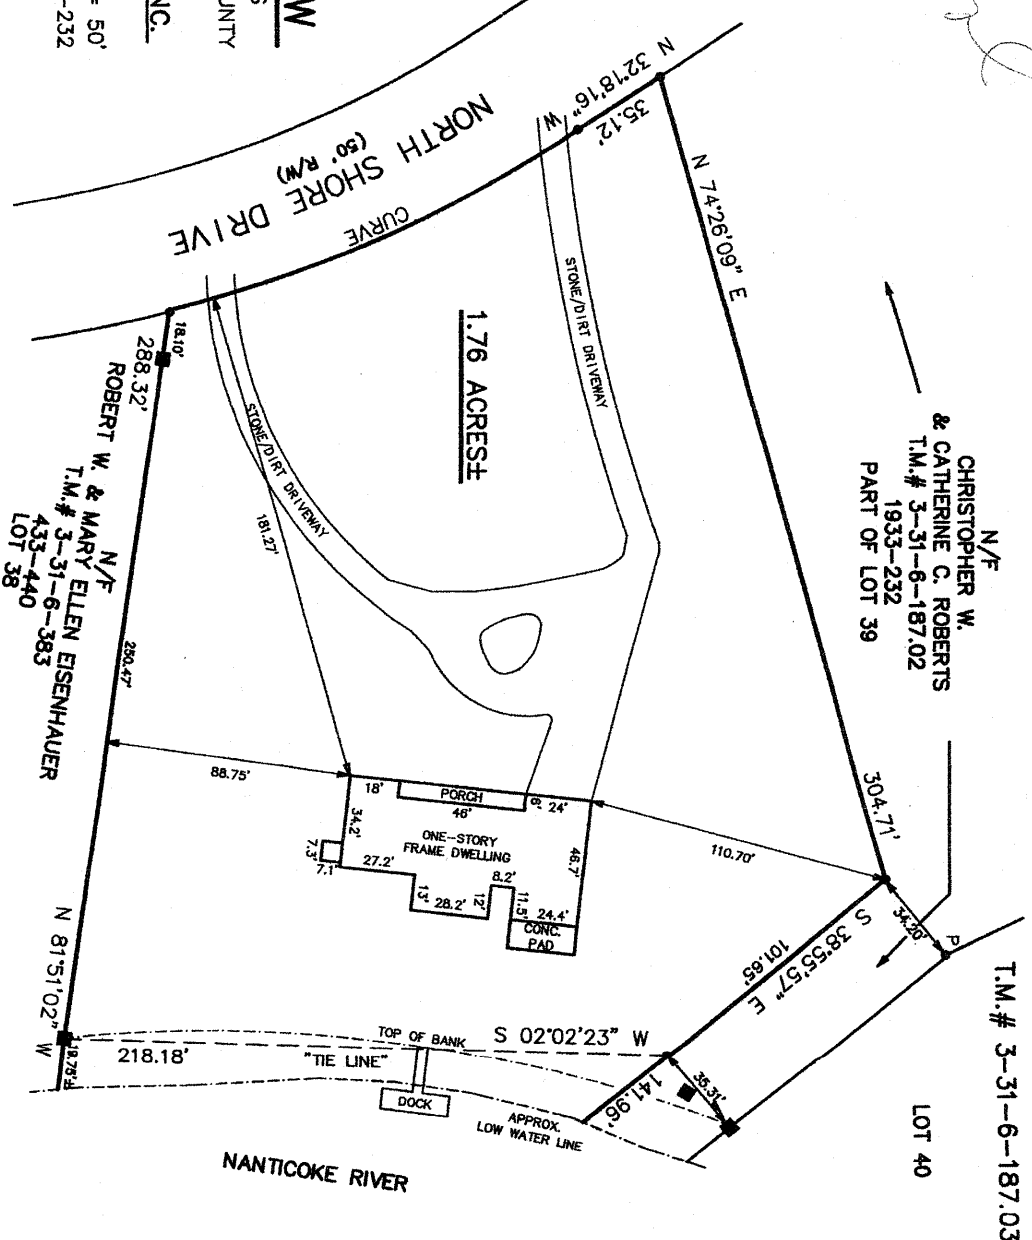 W
S
UNTY
NC.
= 50'
-232
NORTH SHORE DRIVE
(50' R/W)
CURVE
N 32°18'16" W
35.12'
N 74°26'09" E
304.71'
N/F
CHRISTOPHER W.
& CATHERINE C. ROBERTS
T.M.# 3-31-6-187.02
1933-232
PART OF LOT 39
STONE/DIRT DRIVEWAY
1.76 ACRES±
STONE/DIRT DRIVEWAY
181.27'
18.10'
288.32'
N/F
ROBERT W. & MARY ELLEN EISENHAUER
T.M.# 3-31-6-383
433-440
LOT 38
250.47'
88.75'
110.70'
18'
PORCH
46'
6'
24'
34.2'
ONE-STORY
FRAME DWELLING
46.7'
7.3'
7.1'
27.2'
13'
28.2'
12'
8.2'
11.5'
24.4'
CONC.
PAD
34.20'
P
S 38°55'57" E
101.65'
141.96'
35.31'
T.M.# 3-31-6-187.03
LOT 40
N 81°51'02" W
18.75'±
218.18'
"TIE LINE"
TOP OF BANK
S 02°02'23" W
DOCK
APPROX.
LOW WATER LINE
NANTICOKE RIVER